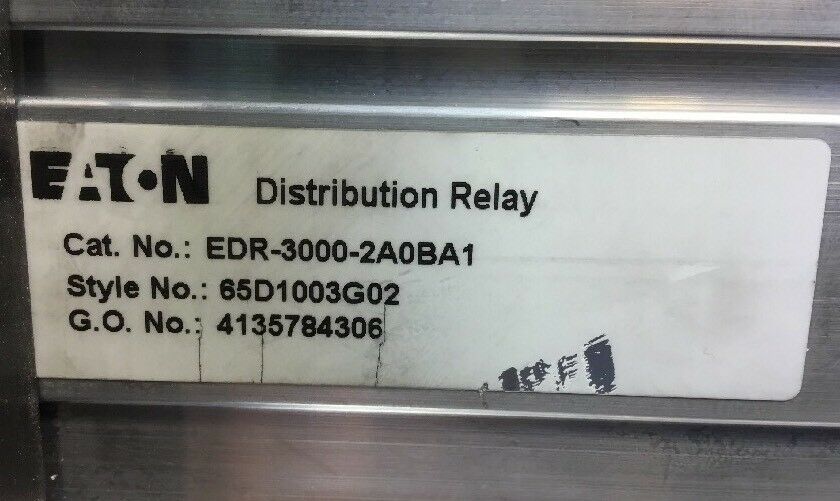 EATON Distribution Relay
Cat. No.: EDR-3000-2A0BA1
Style No.: 65D1003G02
G.O. No.: 4135784306